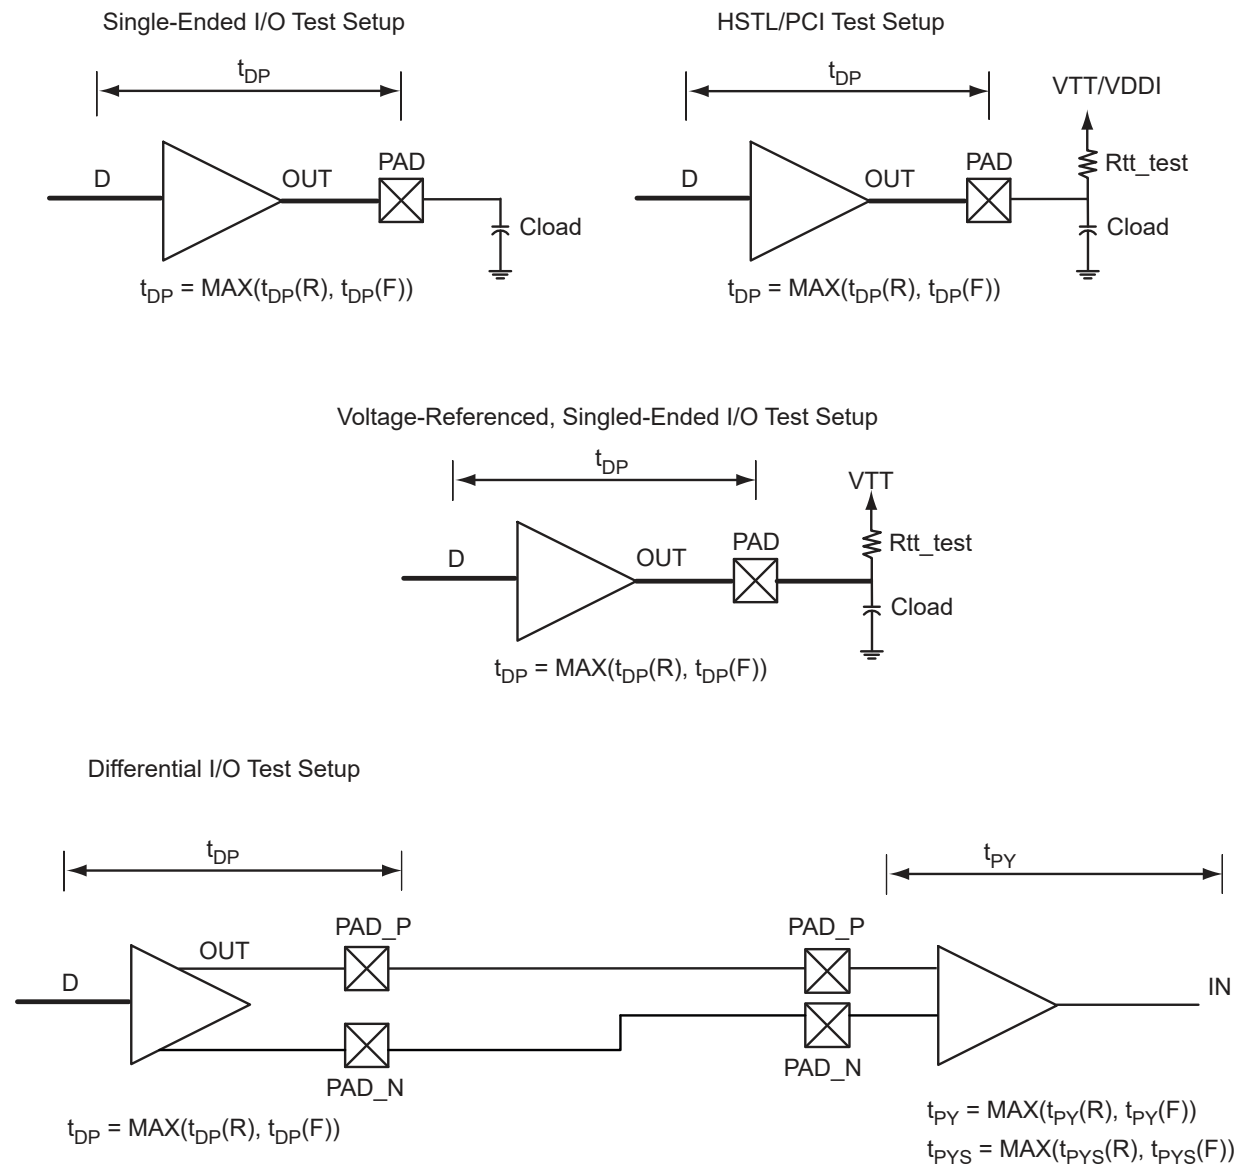 Single-Ended I/O Test Setup
tDP
D
OUT
PAD
Cload
tDP = MAX(tDP(R), tDP(F))
HSTL/PCI Test Setup
tDP
VTT/VDDI
D
OUT
PAD
Rtt_test
Cload
tDP = MAX(tDP(R), tDP(F))
Voltage-Referenced, Singled-Ended I/O Test Setup
tDP
VTT
D
OUT
PAD
Rtt_test
Cload
tDP = MAX(tDP(R), tDP(F))
Differential I/O Test Setup
tDP
tPY
PAD_P
PAD_P
OUT
D
IN
PAD_N
PAD_N
tDP = MAX(tDP(R), tDP(F))
tPY = MAX(tPY(R), tPY(F))
tPYS = MAX(tPYS(R), tPYS(F))